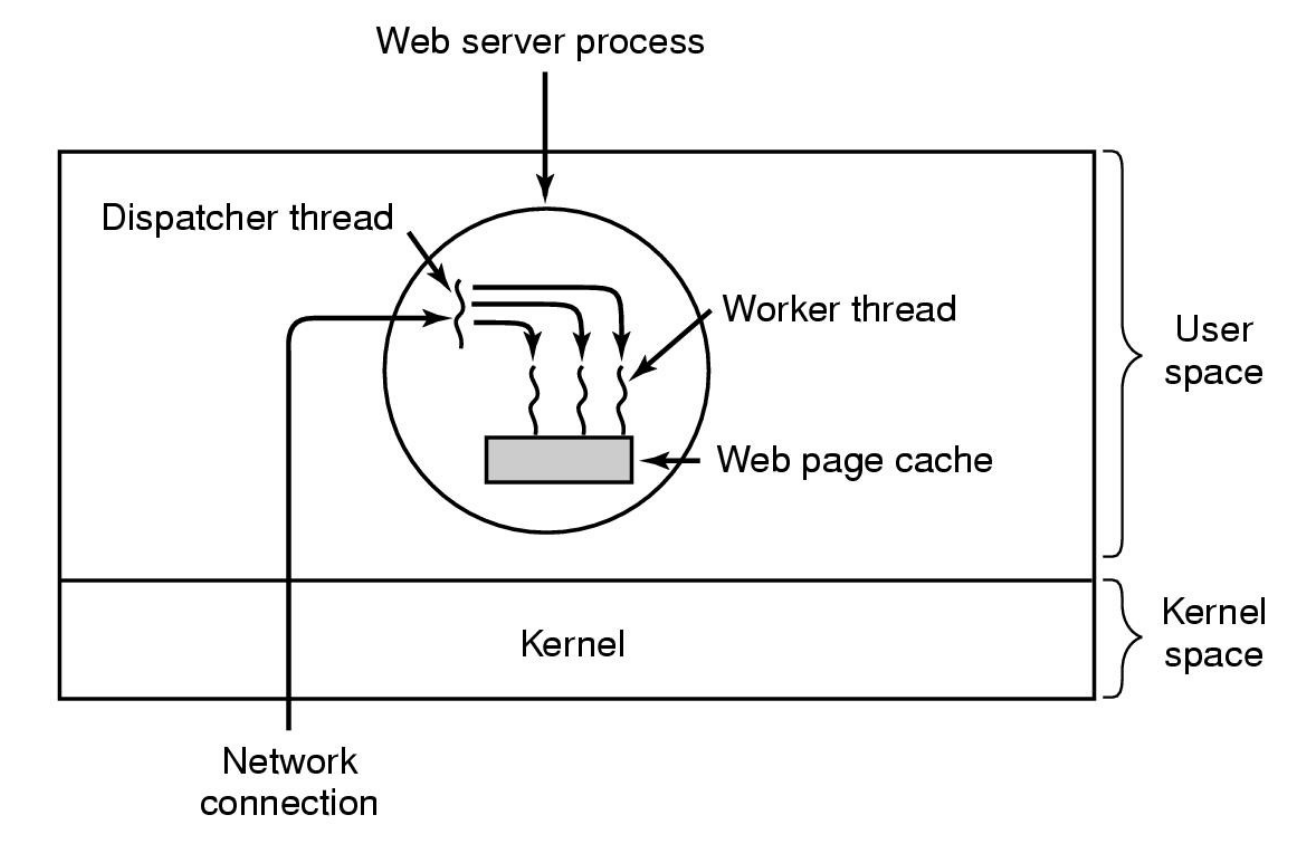 Web server process
Dispatcher thread
Worker thread
User
space
Web page cache
Kernel
Kernel
space
Network
connection